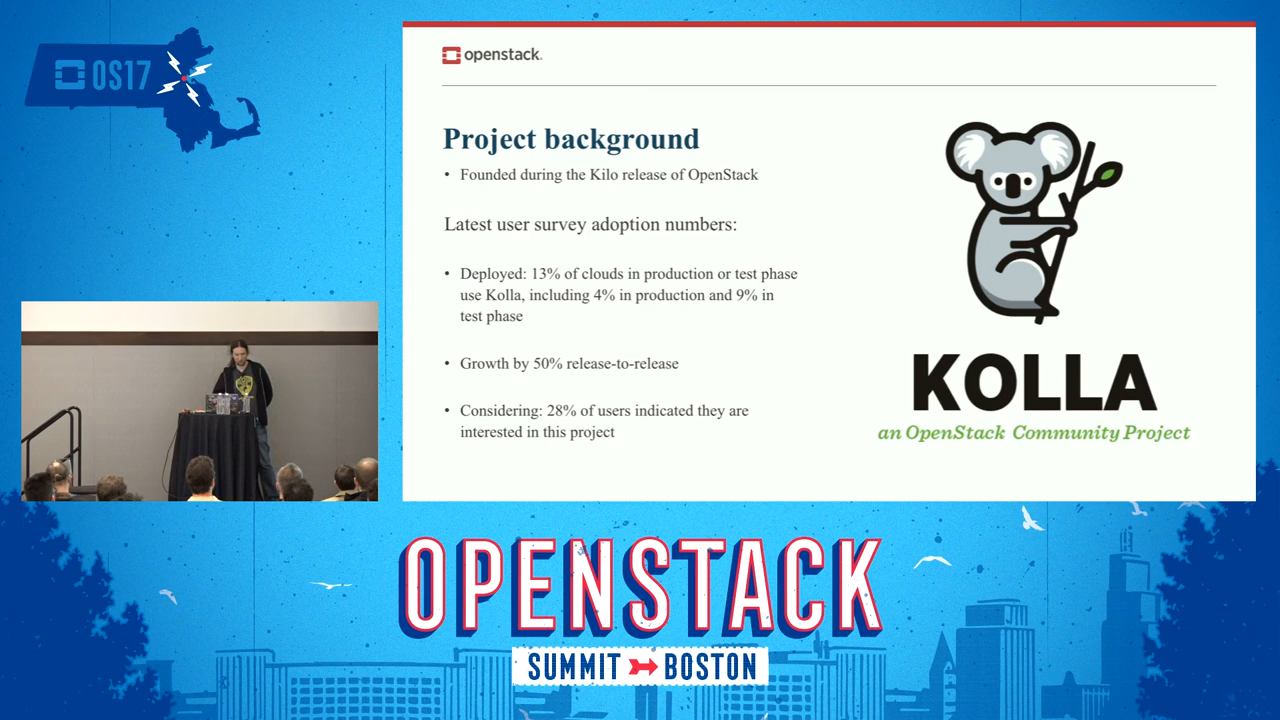 OS17
openstack.
Project background
• Founded during the Kilo release of OpenStack
Latest user survey adoption numbers:
• Deployed: 13% of clouds in production or test phase
use Kolla, including 4% in production and 9% in
test phase
• Growth by 50% release-to-release
• Considering: 28% of users indicated they are
interested in this project
KOLLA
an OpenStack Community Project
OPENSTACK
SUMMIT BOSTON